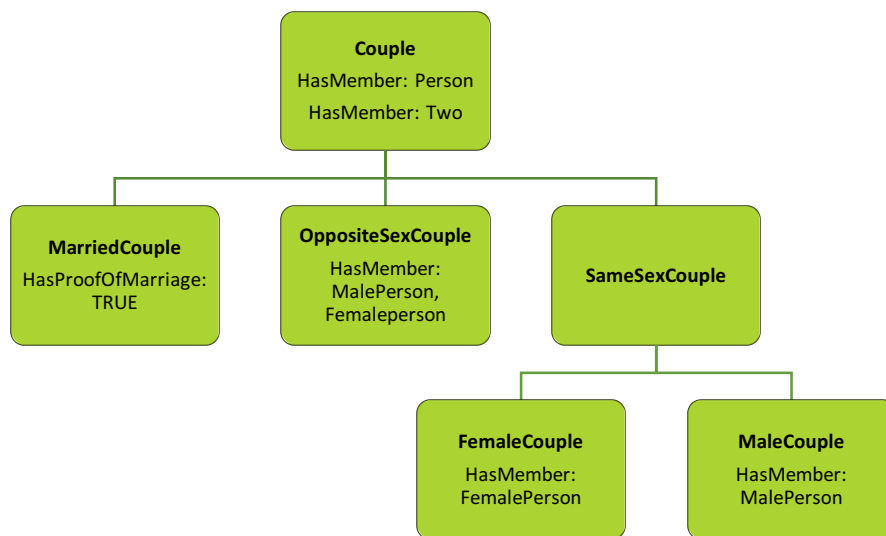 Couple
HasMember: Person
HasMember: Two
MarriedCouple
HasProofOfMarriage:
TRUE
OppositeSexCouple
HasMember:
MalePerson,
Femaleperson
SameSexCouple
FemaleCouple
HasMember:
FemalePerson
MaleCouple
HasMember:
MalePerson